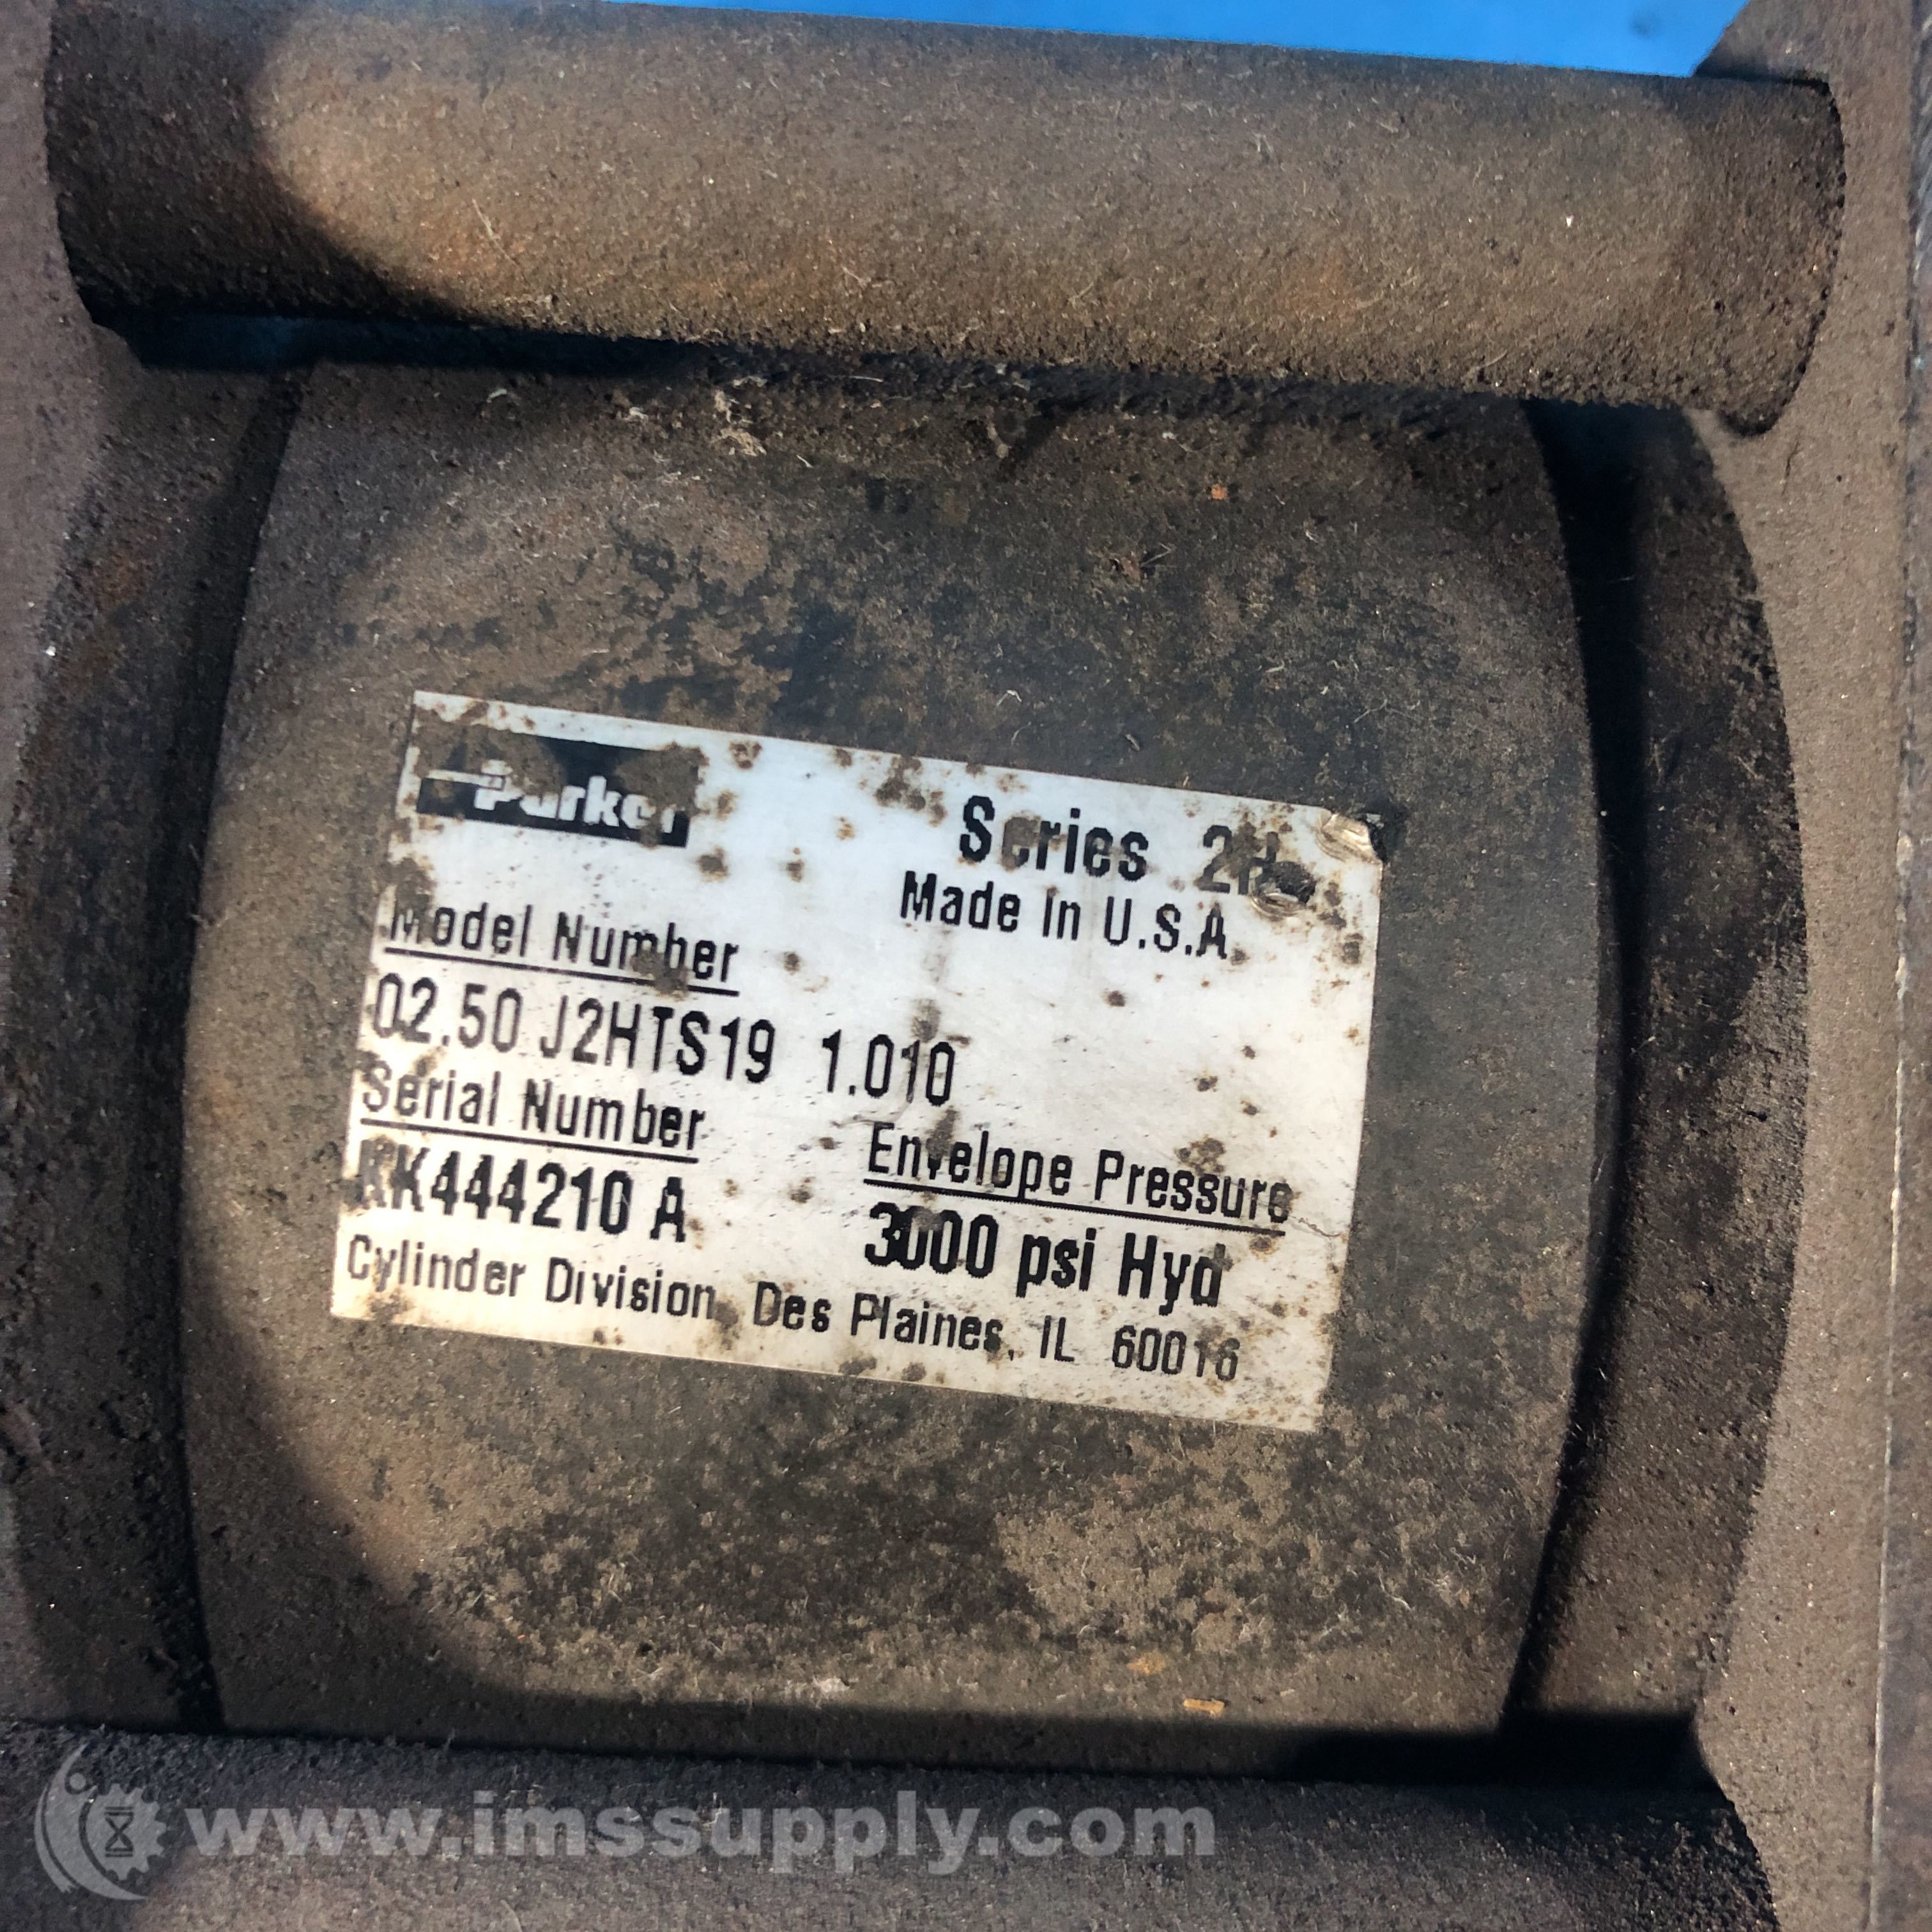 Parker
Series 2H
Made In U.S.A.
Model Number
02.50 J2HTS19 1.010
Serial Number
KK444210 A
Envelope Pressure
3000 psi Hyd
Cylinder Division, Des Plaines, IL 60016
www.imssupply.com